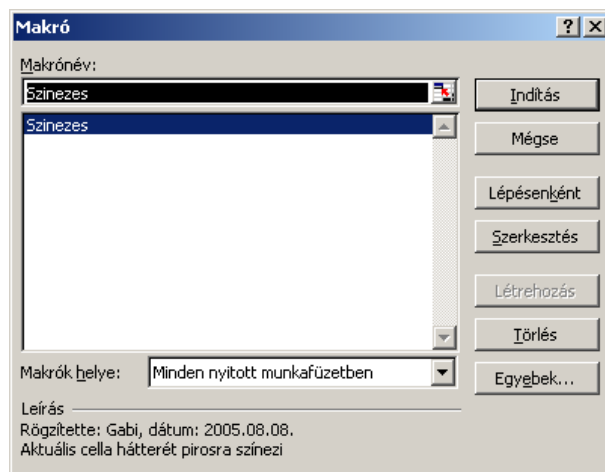 Makró
Makrónév:
Szinezes
Szinezes
Indítás
Mégse
Lépésenként
Szerkesztés
Létrehozás
Törlés
Makrók helye: Minden nyitott munkafüzetben
Egyebek...
Leírás
Rögzítette: Gabi, dátum: 2005.08.08.
Aktuális cella hátterét pirosra színezi